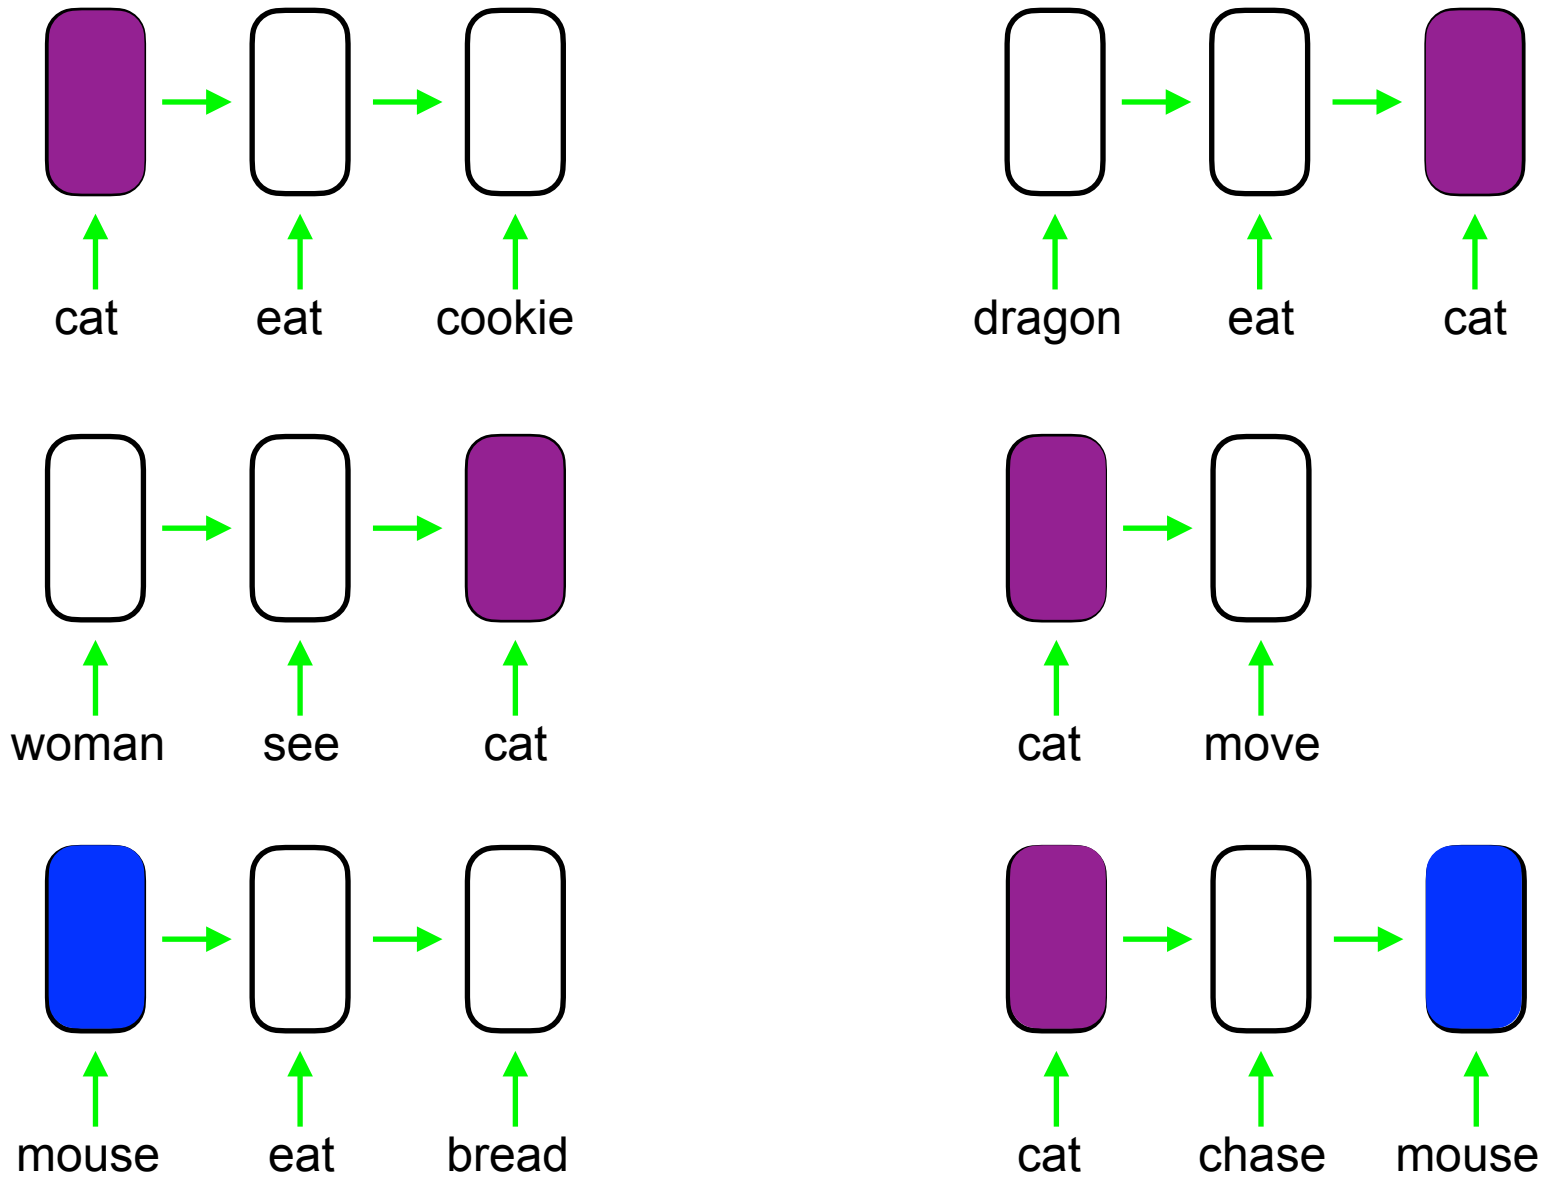 cat eat cookie
dragon eat cat
woman see cat
cat move
mouse eat bread
cat chase mouse